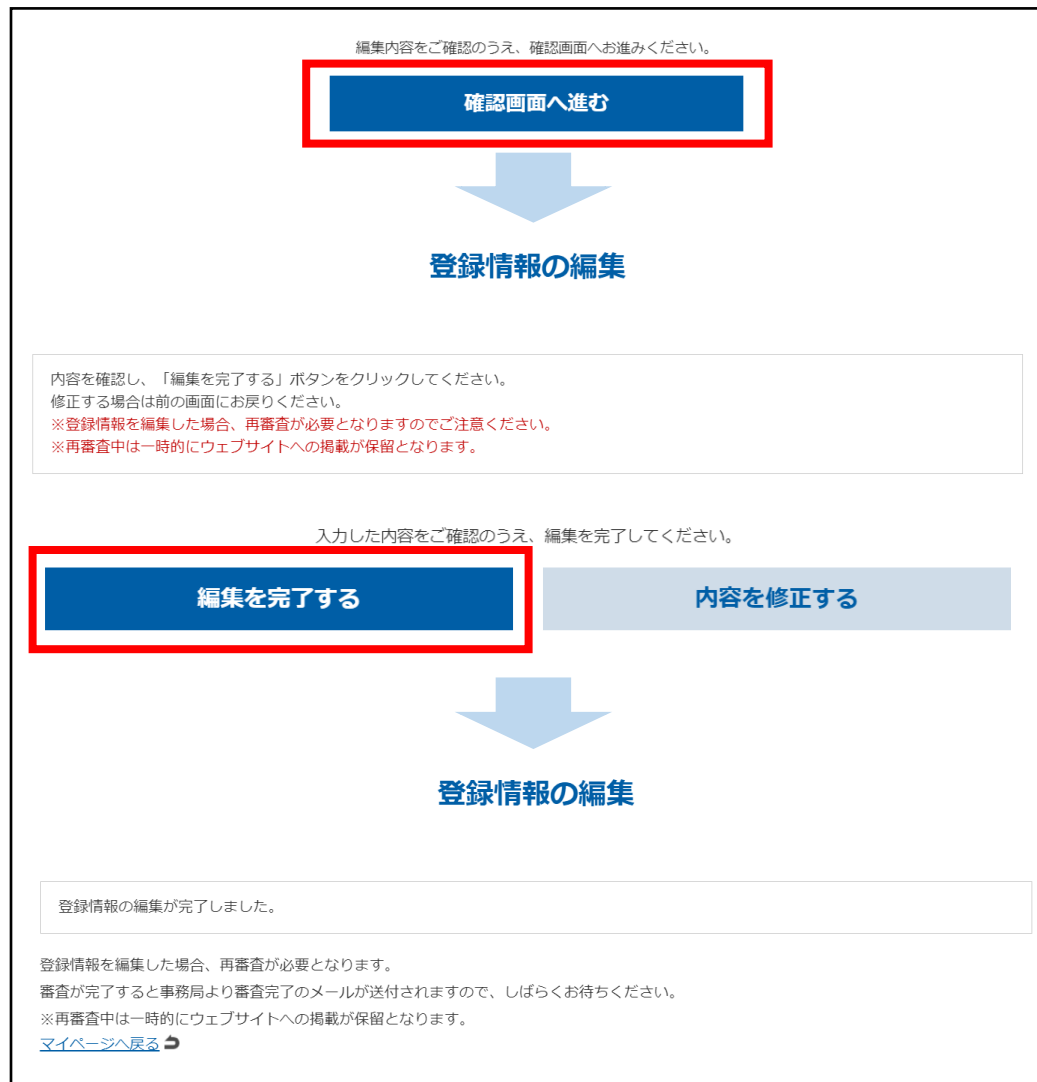 編集内容をご確認のうえ、確認画面へお進みください。
確認画面へ進む
登録情報の編集
内容を確認し、「編集を完了する」ボタンをクリックしてください。
修正する場合は前の画面にお戻りください。
※登録情報を編集した場合、再審査が必要となりますのでご注意ください。
※再審査中は一時的にウェブサイトへの掲載が保留となります。
入力した内容をご確認のうえ、編集を完了してください。
編集を完了する
内容を修正する
登録情報の編集
登録情報の編集が完了しました。
登録情報を編集した場合、再審査が必要となります。
審査が完了すると事務局より審査完了のメールが送付されますので、しばらくお待ちください。
※再審査中は一時的にウェブサイトへの掲載が保留となります。
マイページへ戻る